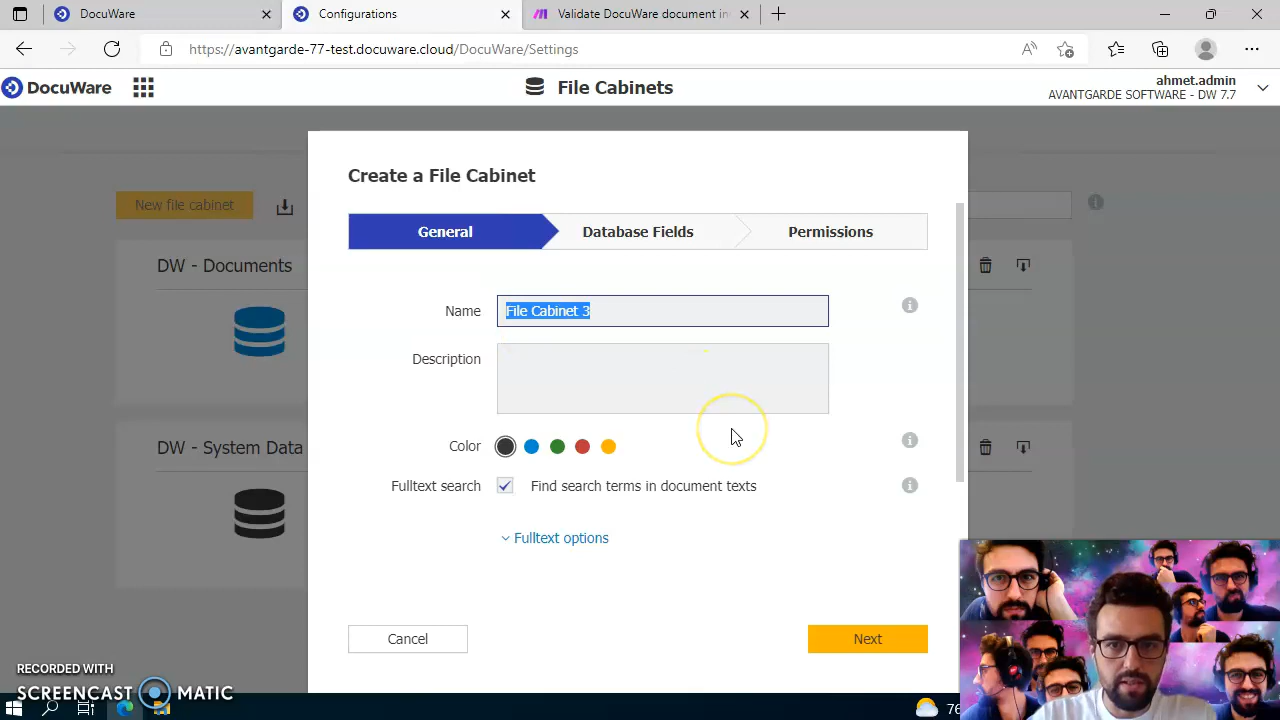 DocuWare
Configurations
Validate DocuWare document in
https://avantgarde-77-test.docuware.cloud/DocuWare/Settings
DocuWare
File Cabinets
ahmet.admin
AVANTGARDE SOFTWARE - DW 7.7
Create a File Cabinet
New file cabinet
General
Database Fields
Permissions
DW - Documents
Name
File Cabinet 3
Description
DW - System Data
Color
Fulltext search
Find search terms in document texts
Fulltext options
Cancel
Next
RECORDED WITH
SCREENCAST MATIC
76